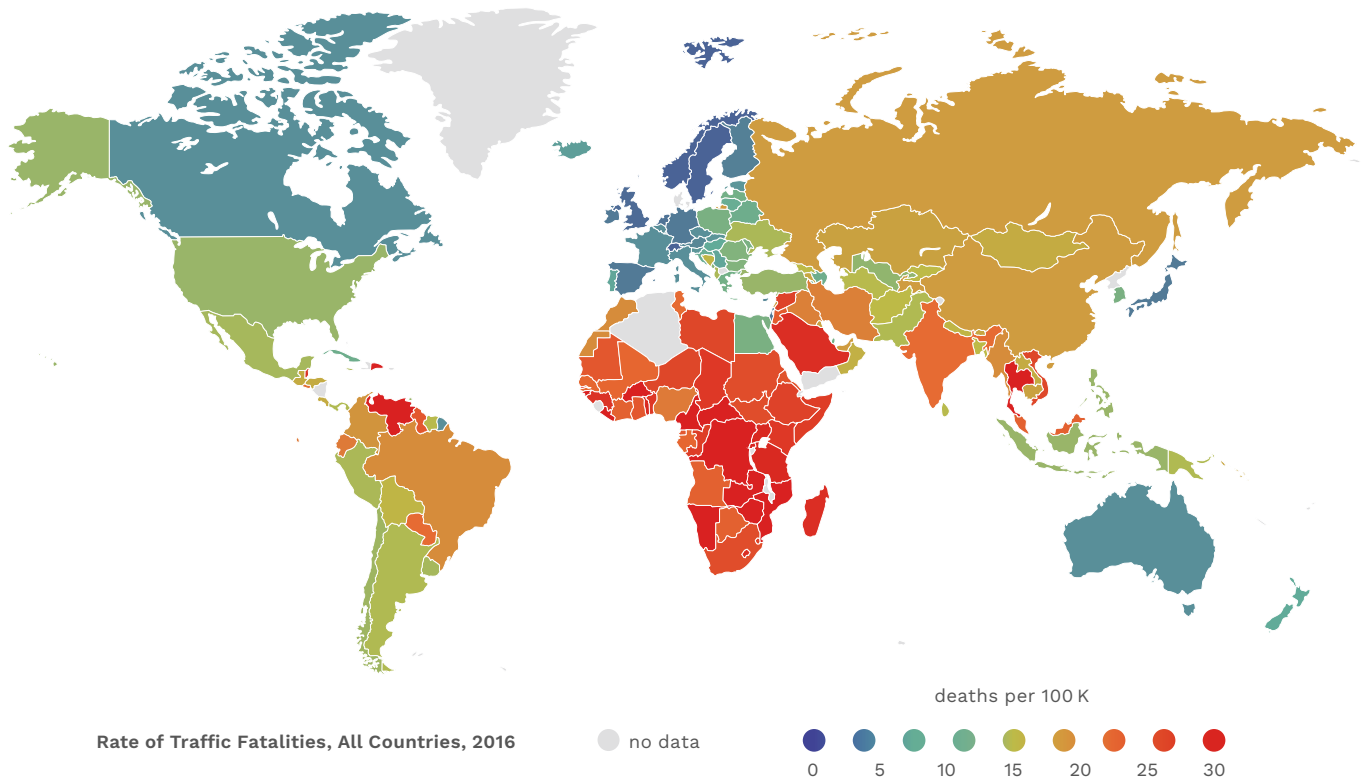 deaths per 100 K
Rate of Traffic Fatalities, All Countries, 2016
no data
0 5 10 15 20 25 30